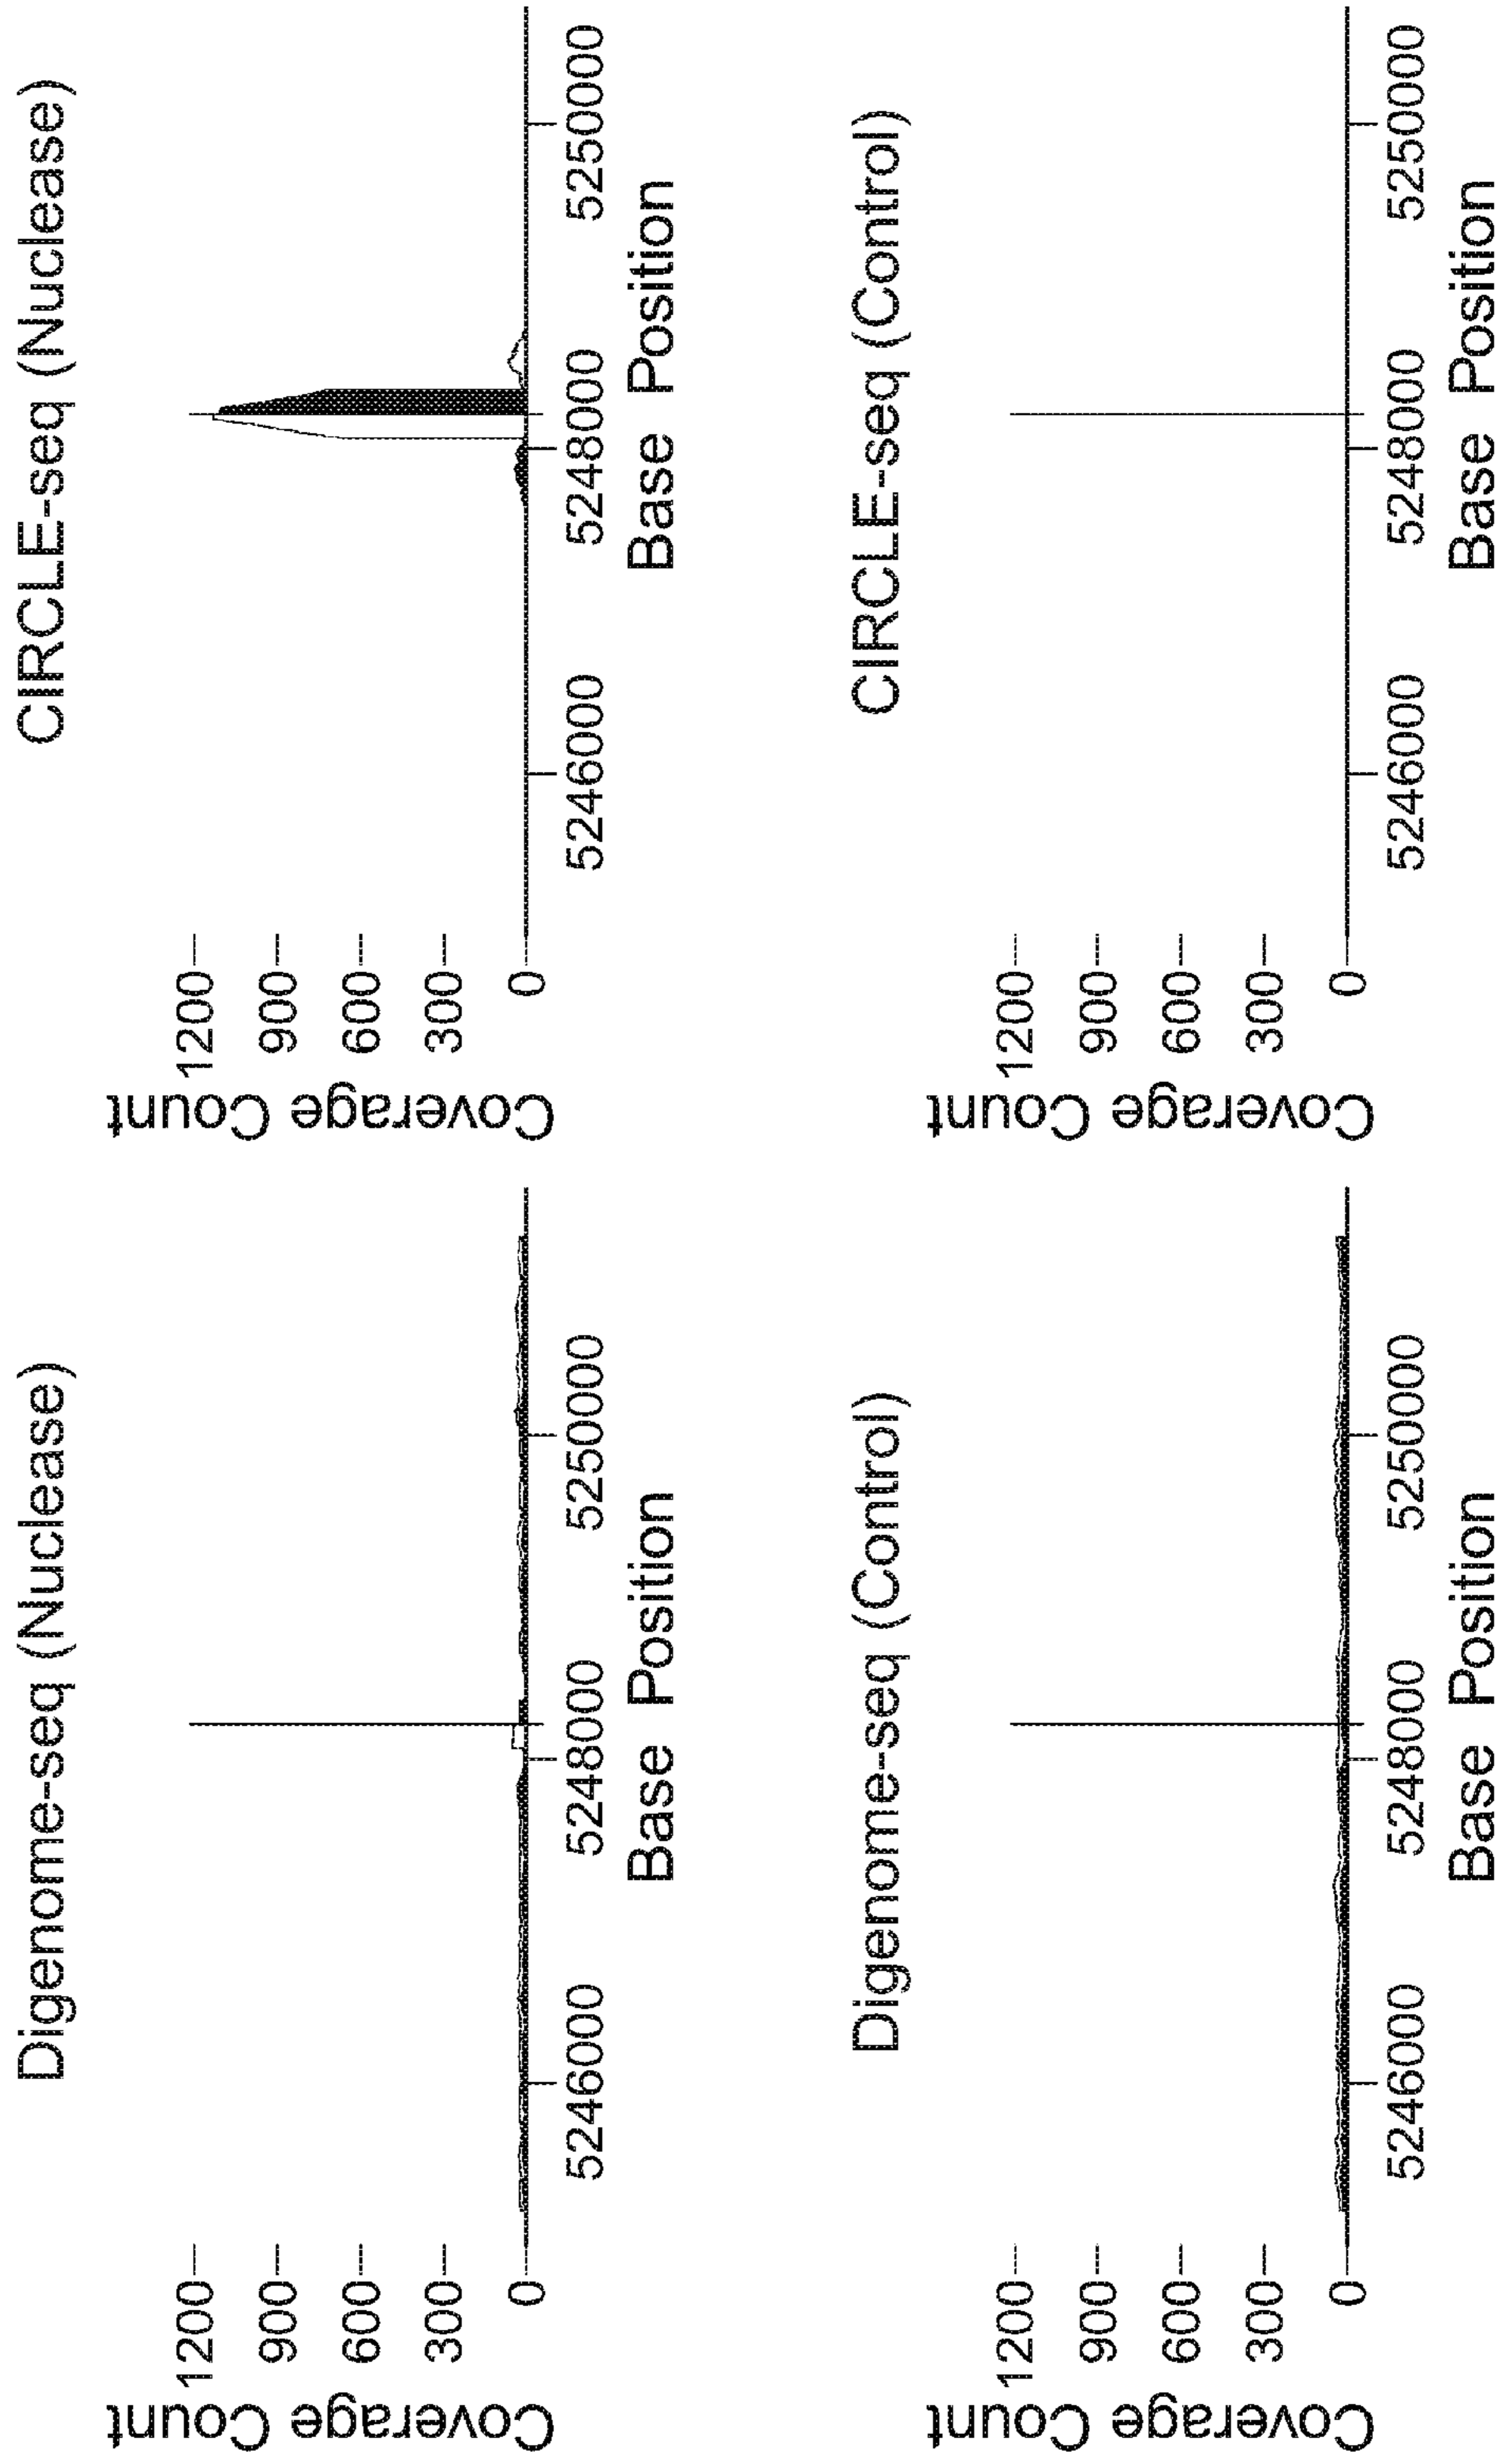 Digenome-seq (Nuclease)
Coverage Count
1200
900
600
300
0
5246000 5248000 5250000
Base Position
CIRCLE-seq (Nuclease)
Coverage Count
1200
900
600
300
0
5246000 5248000 5250000
Base Position
Digenome-seq (Control)
Coverage Count
1200
900
600
300
0
5246000 5248000 5250000
Base Position
CIRCLE-seq (Control)
Coverage Count
1200
900
600
300
0
5246000 5248000 5250000
Base Position